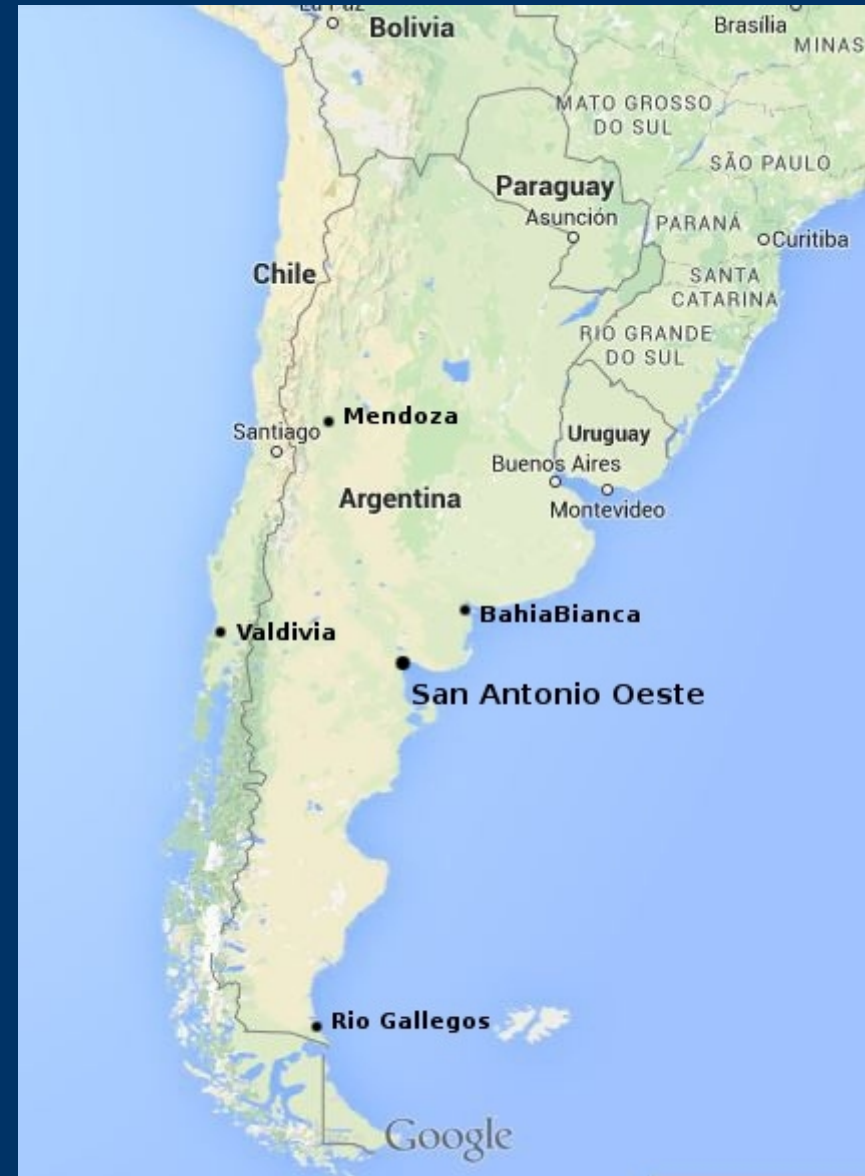 La Paz
Bolivia
Brasília
MINAS
MATO GROSSO
DO SUL
SÃO PAULO
Paraguay
Asunción
PARANÁ
Curitiba
Chile
SANTA
CATARINA
RIO GRANDE
DO SUL
Mendoza
Santiago
Uruguay
Buenos Aires
Argentina
Montevideo
BahiaBianca
Valdivia
San Antonio Oeste
Rio Gallegos
Google